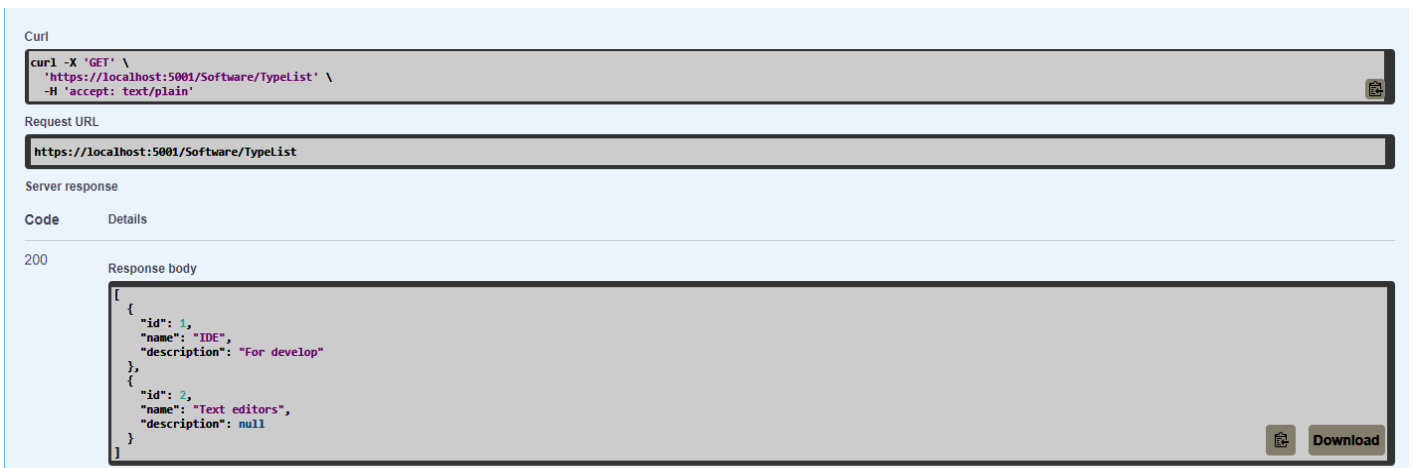 Curl
curl -X 'GET' \
  'https://localhost:5001/Software/TypeList' \
  -H 'accept: text/plain'
Request URL
https://localhost:5001/Software/TypeList
Server response
Code Details
200
Response body
[
  {
    "id": 1,
    "name": "IDE",
    "description": "For develop"
  },
  {
    "id": 2,
    "name": "Text editors",
    "description": null
  }
]
Download